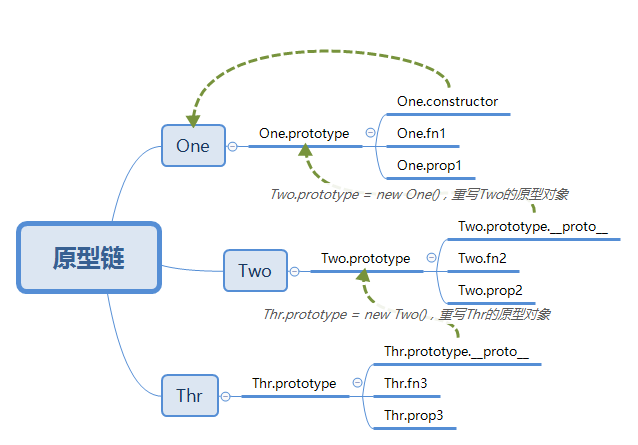 One.constructor
One
One.prototype
One.fn1
One.prop1
Two.prototype = new One()，重写Two的原型对象
原型链
Two
Two.prototype
Two.prototype.__proto__
Two.fn2
Two.prop2
Thr.prototype = new Two()，重写Thr的原型对象
Thr
Thr.prototype
Thr.prototype.__proto__
Thr.fn3
Thr.prop3